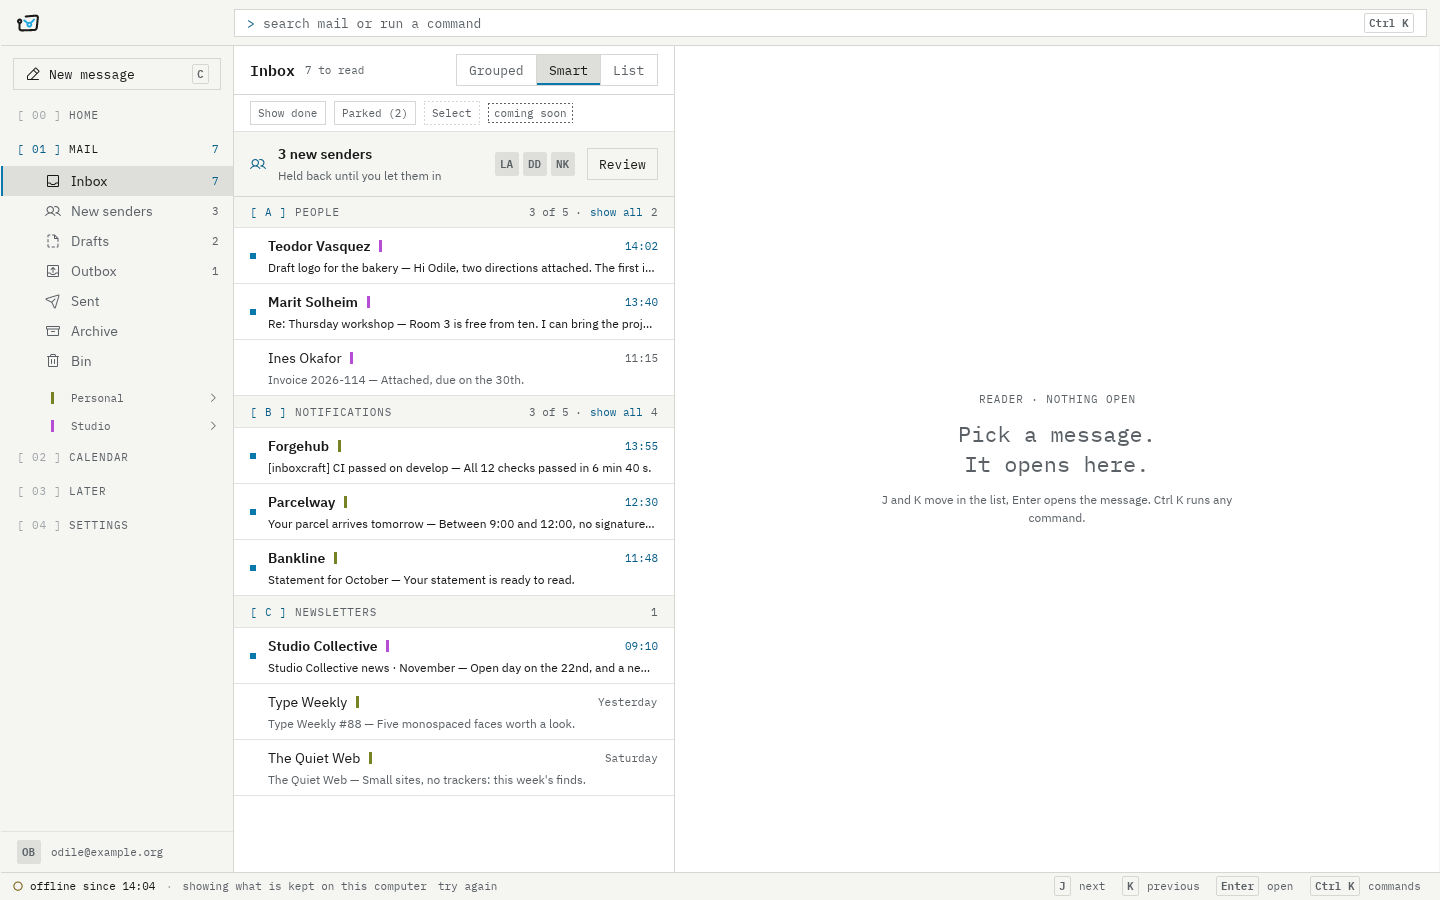 > search mail or run a command Ctrl K
New message C
[ 00 ] HOME
[ 01 ] MAIL 7
Inbox 7
New senders 3
Drafts 2
Outbox 1
Sent
Archive
Bin
Personal
Studio
[ 02 ] CALENDAR
[ 03 ] LATER
[ 04 ] SETTINGS
OB odile@example.org
Inbox 7 to read Grouped Smart List
Show done Parked (2) Select coming soon
3 new senders
Held back until you let them in
LA DD NK Review
[ A ] PEOPLE 3 of 5 · show all 2
Teodor Vasquez 14:02
Draft logo for the bakery — Hi Odile, two directions attached. The first i…
Marit Solheim 13:40
Re: Thursday workshop — Room 3 is free from ten. I can bring the proj…
Ines Okafor 11:15
Invoice 2026-114 — Attached, due on the 30th.
[ B ] NOTIFICATIONS 3 of 5 · show all 4
Forgehub 13:55
[inboxcraft] CI passed on develop — All 12 checks passed in 6 min 40 s.
Parcelway 12:30
Your parcel arrives tomorrow — Between 9:00 and 12:00, no signature…
Bankline 11:48
Statement for October — Your statement is ready to read.
[ C ] NEWSLETTERS 1
Studio Collective 09:10
Studio Collective news · November — Open day on the 22nd, and a ne…
Type Weekly Yesterday
Type Weekly #88 — Five monospaced faces worth a look.
The Quiet Web Saturday
The Quiet Web — Small sites, no trackers: this week's finds.
READER · NOTHING OPEN
Pick a message.
It opens here.
J and K move in the list, Enter opens the message. Ctrl K runs any
command.
offline since 14:04 · showing what is kept on this computer try again
J next K previous Enter open Ctrl K commands